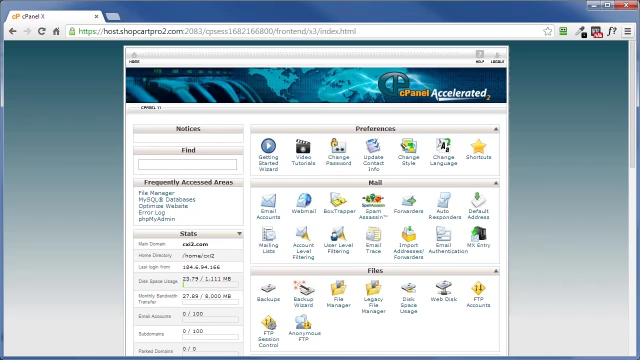 cPanel X
https://host.shopcartpro2.com:2083/cpsess1682166800/frontend/x3/index.html
HOME
HELP
LOGOUT
cPanel Accelerated2
CPANEL 11
Notices
Find
Frequently Accessed Areas
File Manager
MySQL® Databases
Optimize Website
Error Log
phpMyAdmin
Stats
Main Domain cxi2.com
Home Directory /home/cxi2
Last login from 184.6.94.166
Disk Space Usage 23.79 / 1,111 MB
Monthly Bandwidth Transfer 27.89 / 8,000 MB
Email Accounts 0 / 100
Subdomains 0 / 100
Parked Domains 0 / 0
Preferences
Getting Started Wizard
Video Tutorials
Change Password
Update Contact Info
Change Style
Change Language
Shortcuts
Mail
Email Accounts
Webmail
BoxTrapper
Spam Assassin™
Forwarders
Auto Responders
Default Address
Mailing Lists
Account Level Filtering
User Level Filtering
Email Trace
Import Addresses/ Forwarders
Email Authentication
MX Entry
Files
Backups
Backup Wizard
File Manager
Legacy File Manager
Disk Space Usage
Web Disk
FTP Accounts
FTP Session Control
Anonymous FTP